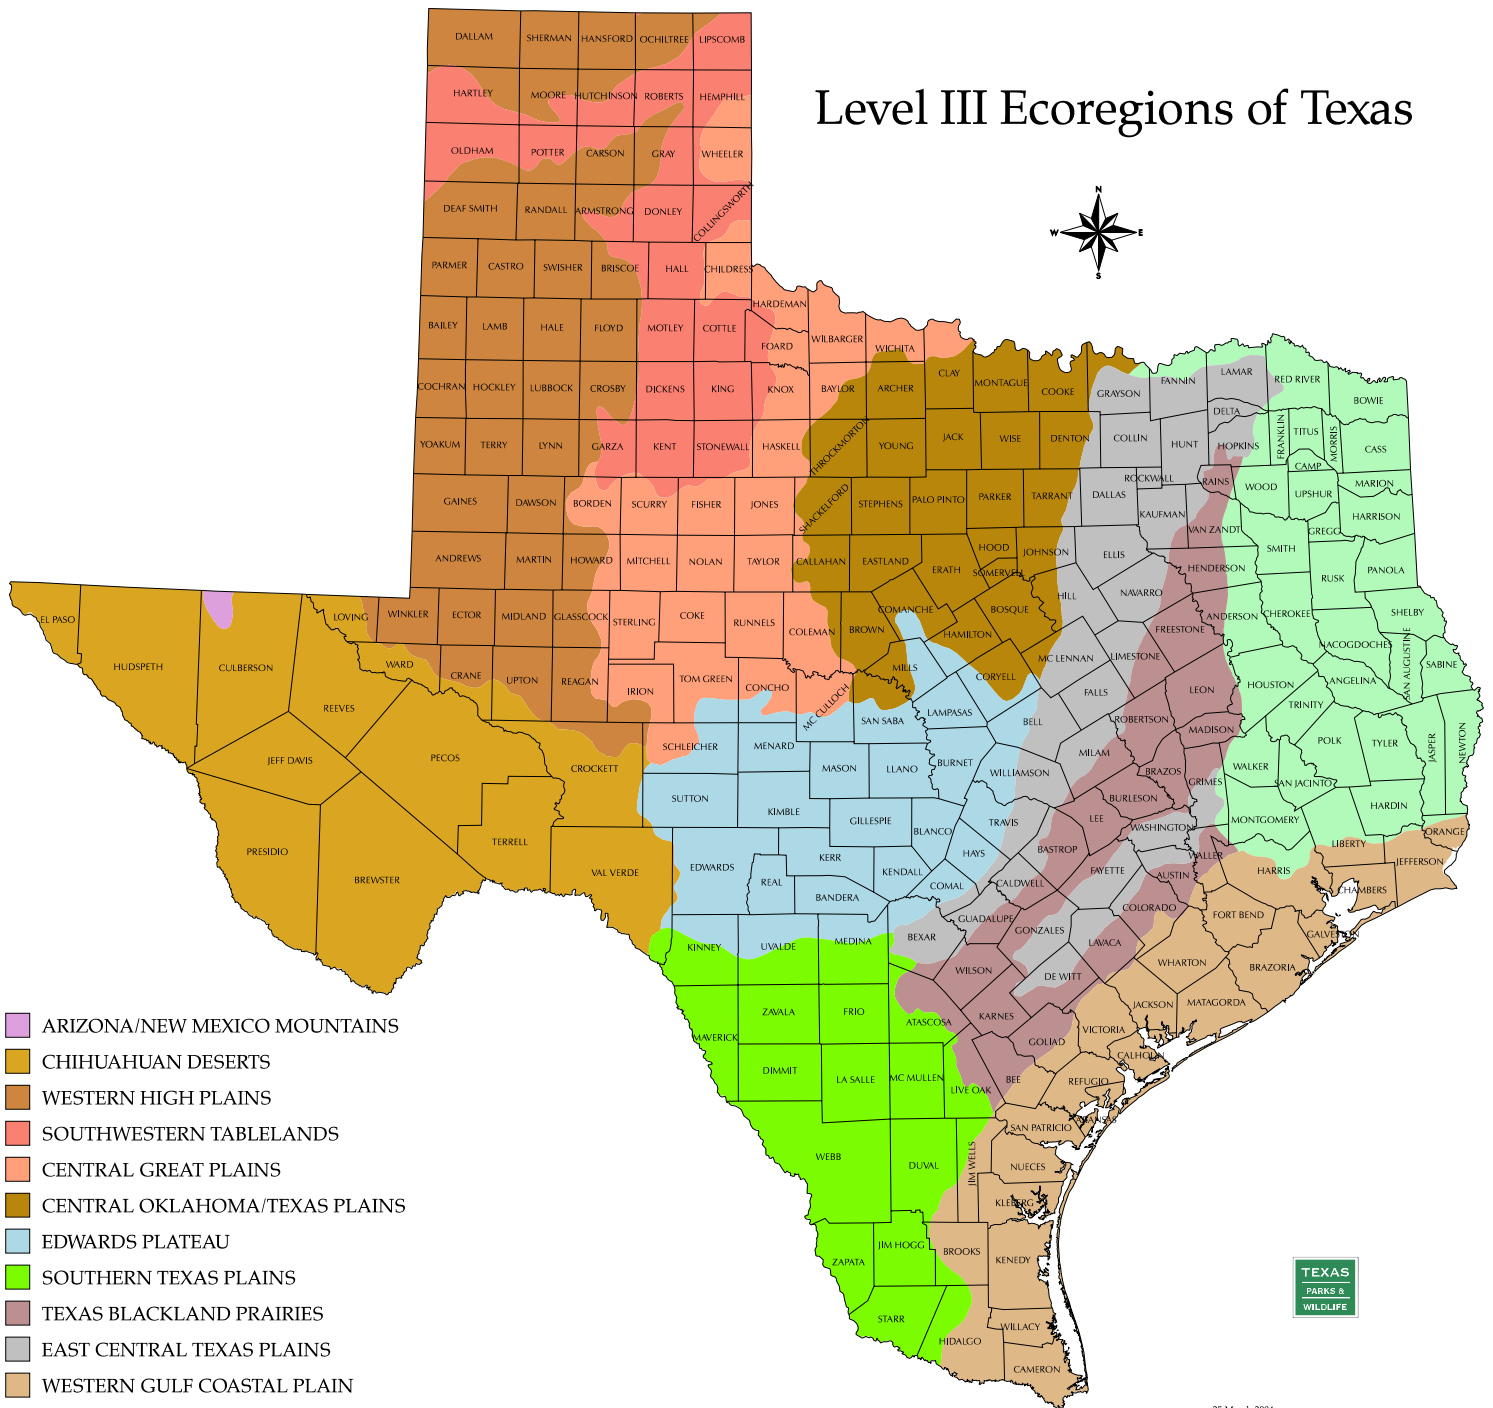 Level III Ecoregions of Texas
N
W E
S
DALLAM
SHERMAN
HANSFORD
OCHILTREE
LIPSCOMB
HARTLEY
MOORE
HUTCHINSON
ROBERTS
HEMPHILL
OLDHAM
POTTER
CARSON
GRAY
WHEELER
DEAF SMITH
RANDALL
ARMSTRONG
DONLEY
COLLINGSWORTH
PARMER
CASTRO
SWISHER
BRISCOE
HALL
CHILDRESS
HARDEMAN
BAILEY
LAMB
HALE
FLOYD
MOTLEY
COTTLE
FOARD
WILBARGER
WICHITA
COCHRAN
HOCKLEY
LUBBOCK
CROSBY
DICKENS
KING
KNOX
BAYLOR
ARCHER
CLAY
MONTAGUE
COOKE
GRAYSON
FANNIN
LAMAR
RED RIVER
BOWIE
YOAKUM
TERRY
LYNN
GARZA
KENT
STONEWALL
HASKELL
THROCKMORTON
YOUNG
JACK
WISE
DENTON
COLLIN
HUNT
DELTA
HOPKINS
FRANKLIN
TITUS
MORRIS
CAMP
CASS
GAINES
DAWSON
BORDEN
SCURRY
FISHER
JONES
SHACKELFORD
STEPHENS
PALO PINTO
PARKER
TARRANT
DALLAS
ROCKWALL
KAUFMAN
RAINS
WOOD
UPSHUR
MARION
HARRISON
GREGG
VAN ZANDT
SMITH
ANDREWS
MARTIN
HOWARD
MITCHELL
NOLAN
TAYLOR
CALLAHAN
EASTLAND
ERATH
HOOD
SOMERVELL
JOHNSON
ELLIS
HENDERSON
RUSK
PANOLA
EL PASO
HUDSPETH
CULBERSON
LOVING
WINKLER
ECTOR
MIDLAND
GLASSCOCK
STERLING
COKE
RUNNELS
COLEMAN
BROWN
COMANCHE
HAMILTON
BOSQUE
HILL
NAVARRO
FREESTONE
ANDERSON
CHEROKEE
NACOGDOCHES
SHELBY
SAN AUGUSTINE
SABINE
REEVES
WARD
CRANE
UPTON
REAGAN
IRION
TOM GREEN
CONCHO
MC CULLOCH
MILLS
CORYELL
MC LENNAN
LIMESTONE
LEON
HOUSTON
ANGELINA
TRINITY
JEFF DAVIS
PECOS
CROCKETT
SCHLEICHER
MENARD
SAN SABA
LAMPASAS
BELL
FALLS
ROBERTSON
MADISON
WALKER
POLK
TYLER
JASPER
NEWTON
SUTTON
KIMBLE
MASON
LLANO
BURNET
WILLIAMSON
MILAM
BRAZOS
BURLESON
GRIMES
SAN JACINTO
HARDIN
PRESIDIO
BREWSTER
TERRELL
VAL VERDE
EDWARDS
REAL
KERR
GILLESPIE
BLANCO
TRAVIS
HAYS
BASTROP
LEE
WASHINGTON
MONTGOMERY
LIBERTY
ORANGE
JEFFERSON
CHAMBERS
BANDERA
KENDALL
COMAL
CALDWELL
FAYETTE
AUSTIN
WALLER
HARRIS
KINNEY
UVALDE
MEDINA
BEXAR
GUADALUPE
GONZALES
LAVACA
COLORADO
FORT BEND
GALVESTON
BRAZORIA
WHARTON
MAVERICK
ZAVALA
FRIO
ATASCOSA
WILSON
KARNES
DE WITT
JACKSON
MATAGORDA
VICTORIA
CALHOUN
GOLIAD
DIMMIT
LA SALLE
MC MULLEN
LIVE OAK
BEE
REFUGIO
ARANSAS
SAN PATRICIO
WEBB
DUVAL
JIM WELLS
NUECES
KLEBERG
ZAPATA
JIM HOGG
BROOKS
KENEDY
STARR
HIDALGO
WILLACY
CAMERON
ARIZONA/NEW MEXICO MOUNTAINS
CHIHUAHUAN DESERTS
WESTERN HIGH PLAINS
SOUTHWESTERN TABLELANDS
CENTRAL GREAT PLAINS
CENTRAL OKLAHOMA/TEXAS PLAINS
EDWARDS PLATEAU
SOUTHERN TEXAS PLAINS
TEXAS BLACKLAND PRAIRIES
EAST CENTRAL TEXAS PLAINS
WESTERN GULF COASTAL PLAIN
TEXAS
PARKS &
WILDLIFE